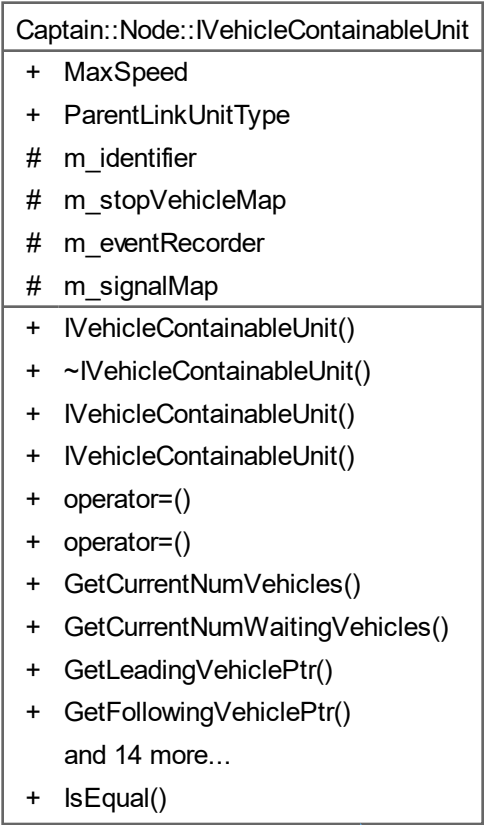 Captain::Node::IVehicleContainableUnit
+ MaxSpeed
+ ParentLinkUnitType
# m_identifier
# m_stopVehicleMap
# m_eventRecorder
# m_signalMap
+ IVehicleContainableUnit()
+ ~IVehicleContainableUnit()
+ IVehicleContainableUnit()
+ IVehicleContainableUnit()
+ operator=()
+ operator=()
+ GetCurrentNumVehicles()
+ GetCurrentNumWaitingVehicles()
+ GetLeadingVehiclePtr()
+ GetFollowingVehiclePtr()
and 14 more...
+ IsEqual()